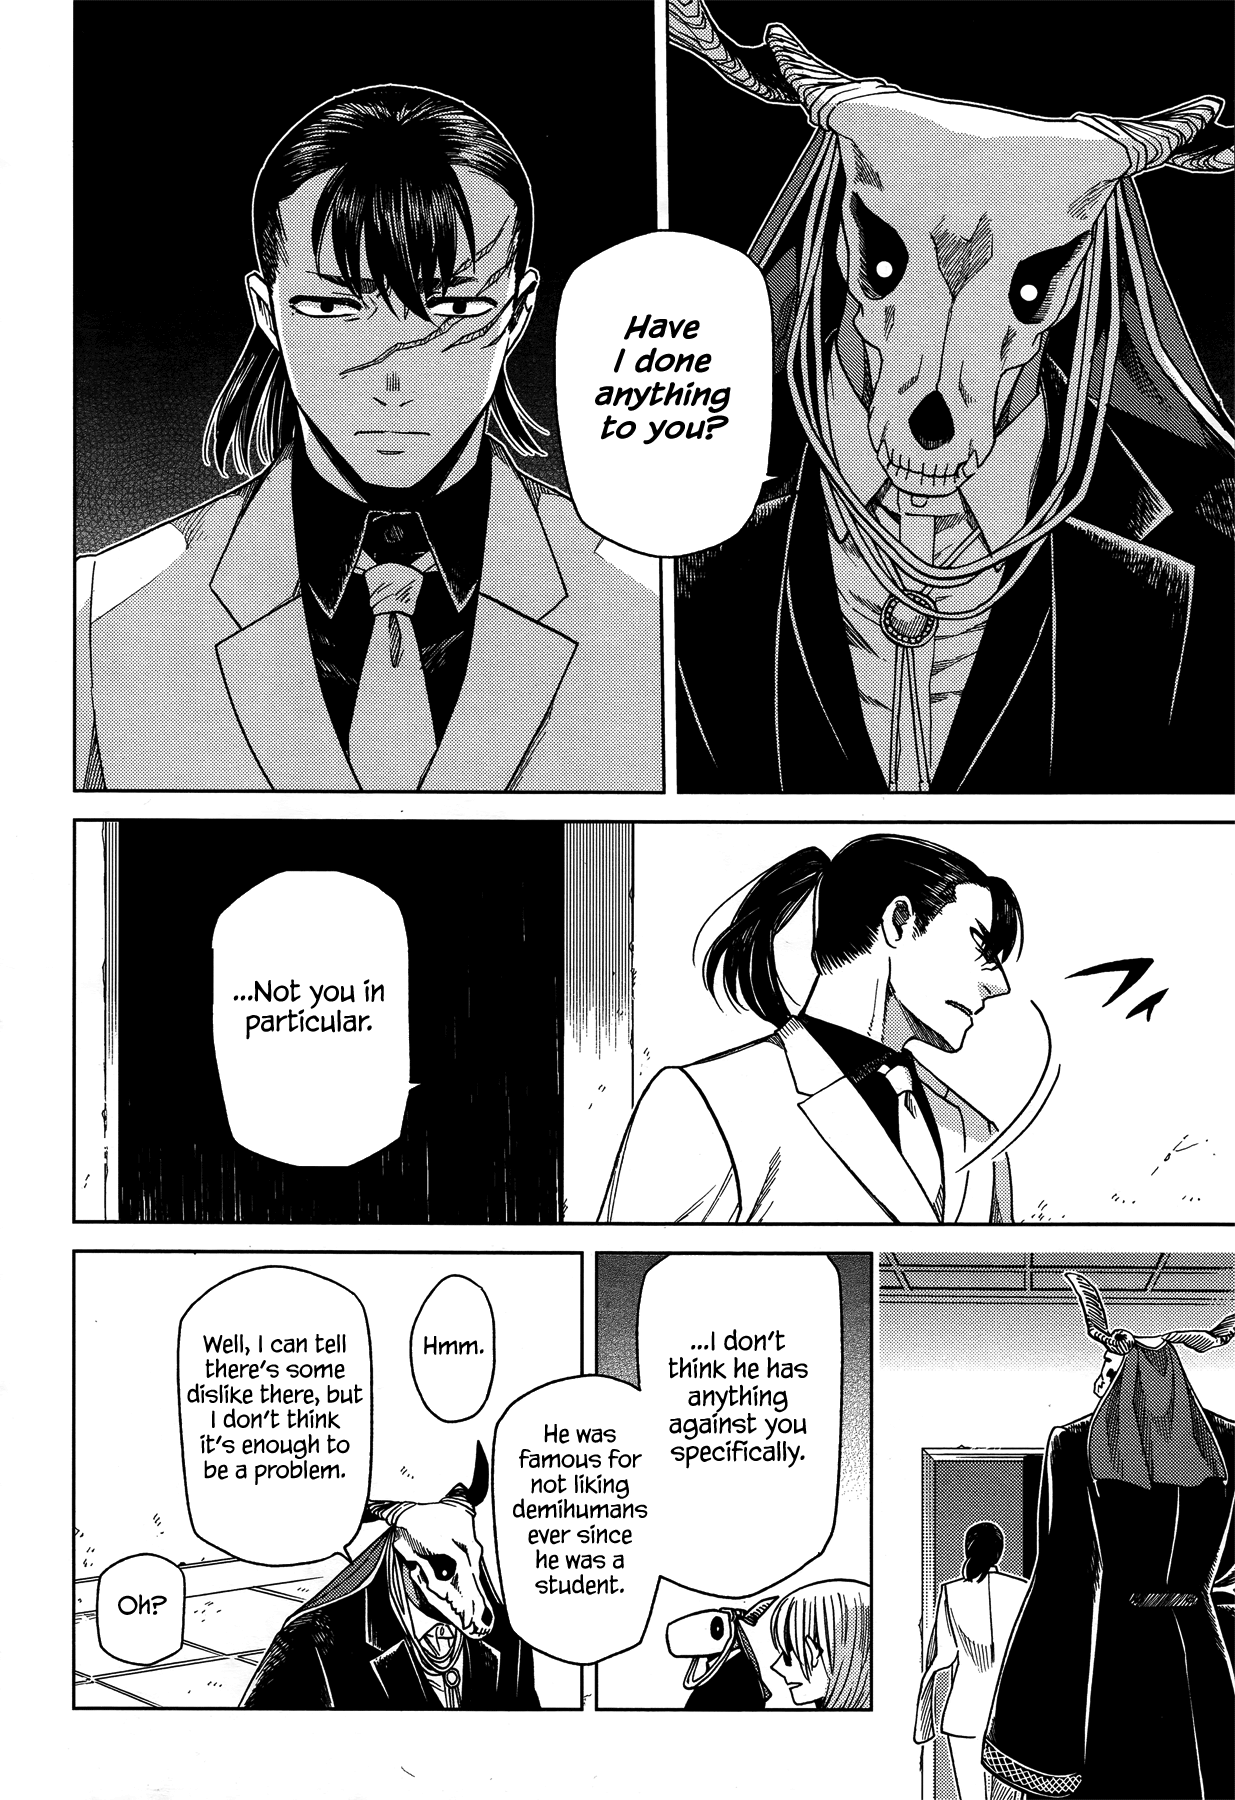 Have
I done
anything
to you?
...Not you in
particular.
...I don't
think he has
anything
against you
specifically.
He was
famous for
not liking
demihumans
ever since
he was a
student.
Hmm.
Well, I can tell
there's some
dislike there, but
I don't think
it's enough to
be a problem.
Oh?